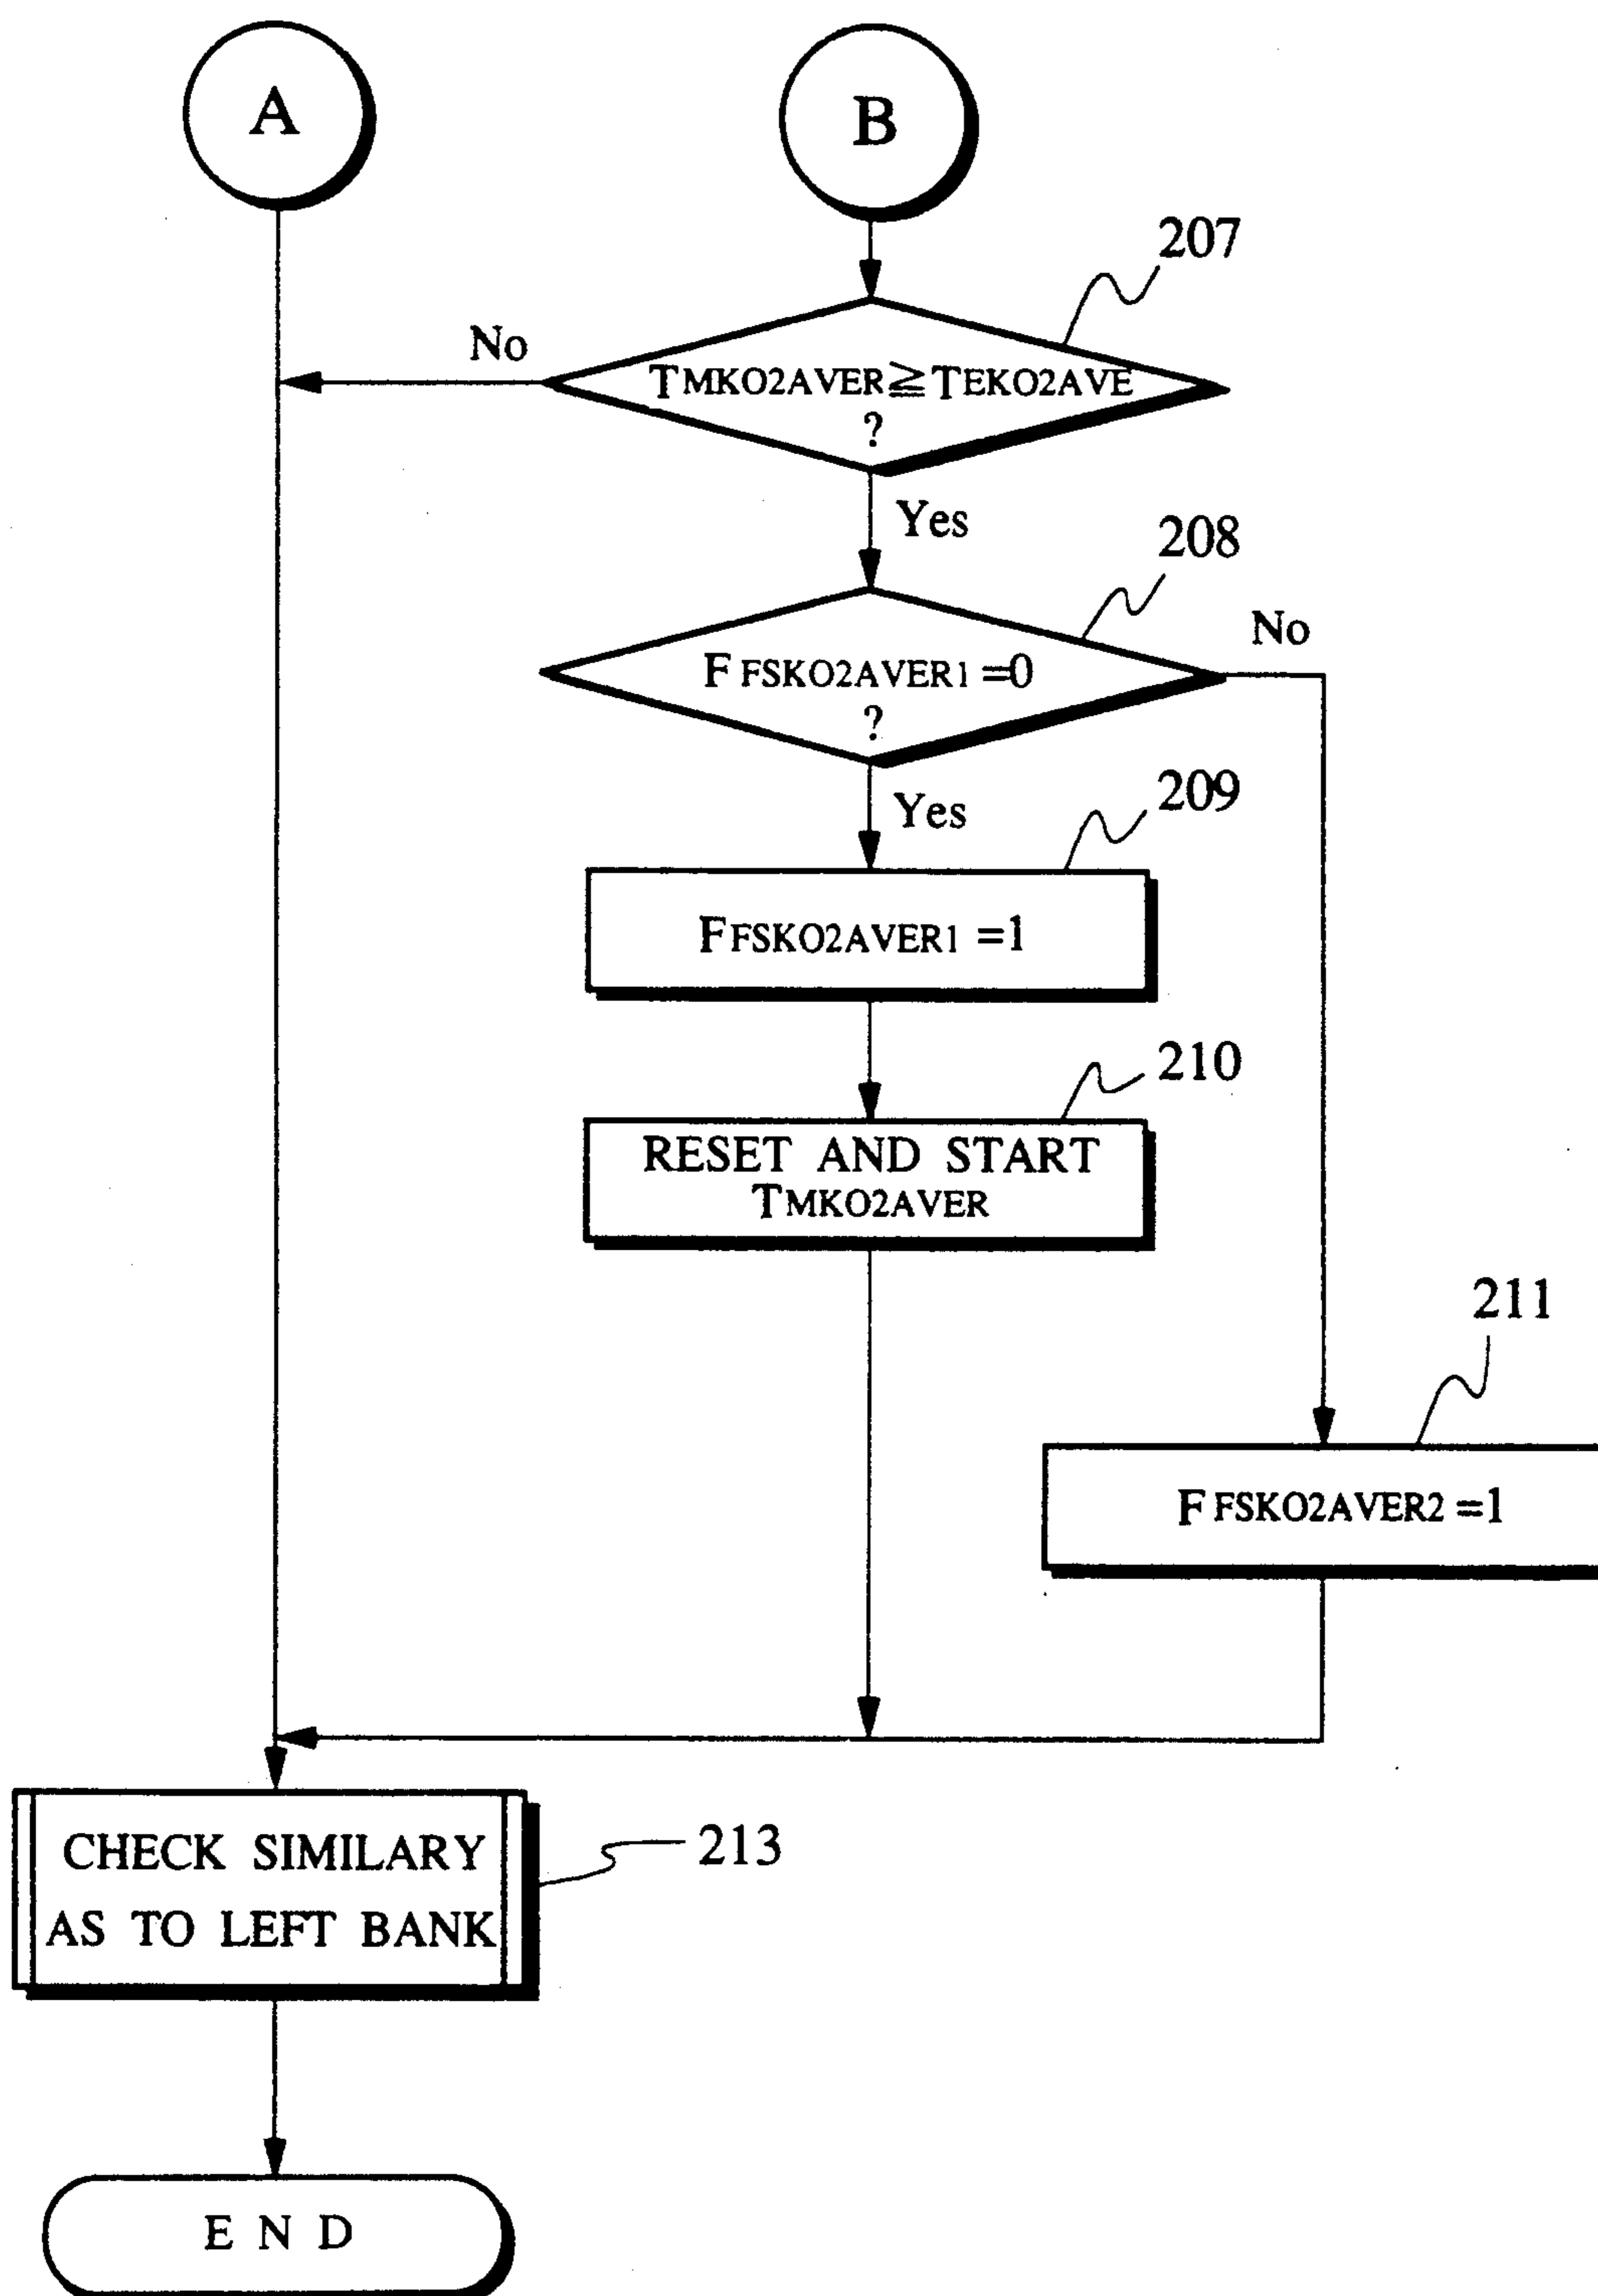 A
B
207
No
TMKO2AVER≧TEKO2AVE
?
Yes
208
No
F FSKO2AVER1 =0
?
Yes
209
FFSKO2AVER1 =1
210
RESET AND START
TMKO2AVER
211
F FSKO2AVER2 =1
CHECK SIMILARY
AS TO LEFT BANK
213
E N D